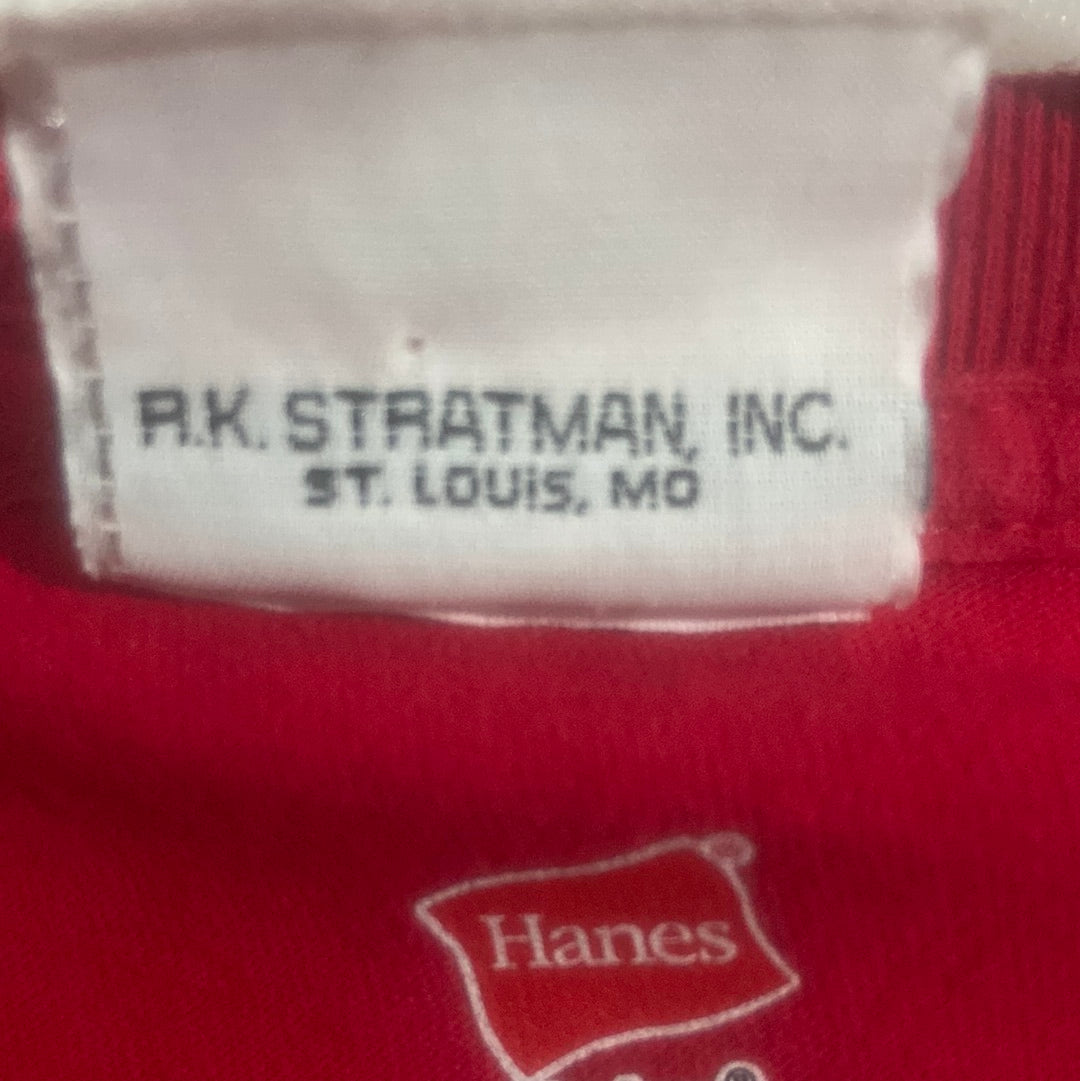 R.K. STRATMAN, INC.
ST. LOUIS, MO
Hanes